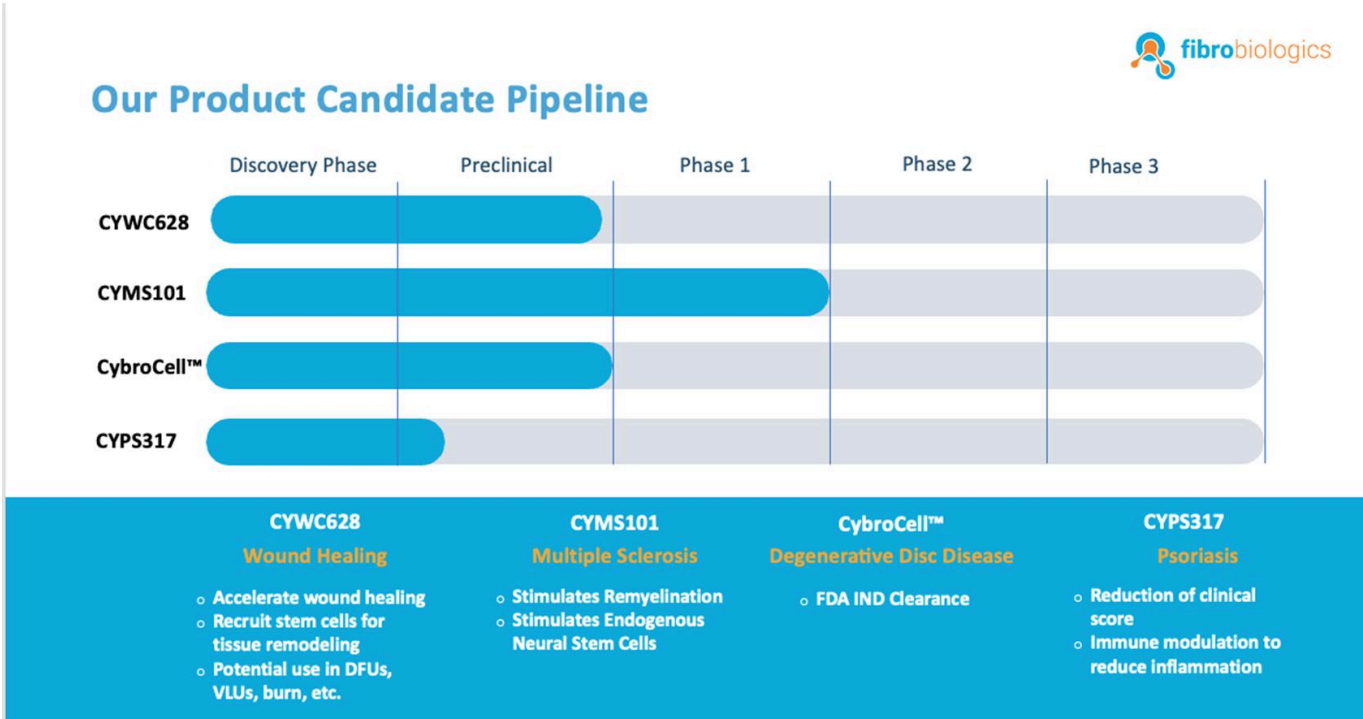 fibrobiologics
Our Product Candidate Pipeline
Discovery Phase
Preclinical
Phase 1
Phase 2
Phase 3
CYWC628
CYMS101
CybroCell™
CYPS317
CYWC628
Wound Healing
○ Accelerate wound healing
○ Recruit stem cells for
tissue remodeling
○ Potential use in DFUs,
VLUs, burn, etc.
CYMS101
Multiple Sclerosis
○ Stimulates Remyelination
○ Stimulates Endogenous
Neural Stem Cells
CybroCell™
Degenerative Disc Disease
○ FDA IND Clearance
CYPS317
Psoriasis
○ Reduction of clinical
score
○ Immune modulation to
reduce inflammation